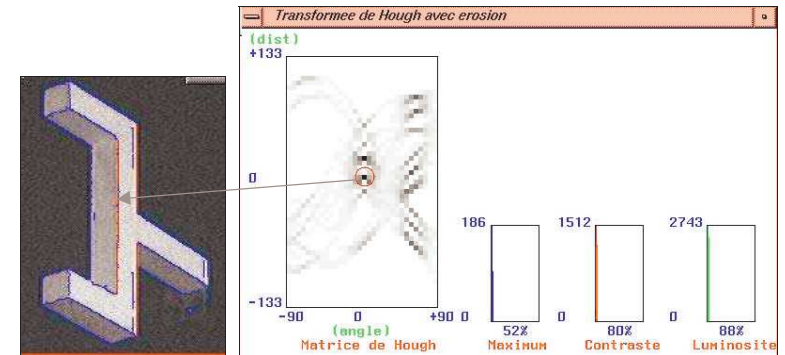 Transformee de Hough avec erosion
(dist)
+133
0
-133
-90 0 +90
(angle)
Matrice de Hough
186
0
52%
Maximum
1512
0
80%
Contraste
2743
0
88%
Luminosite